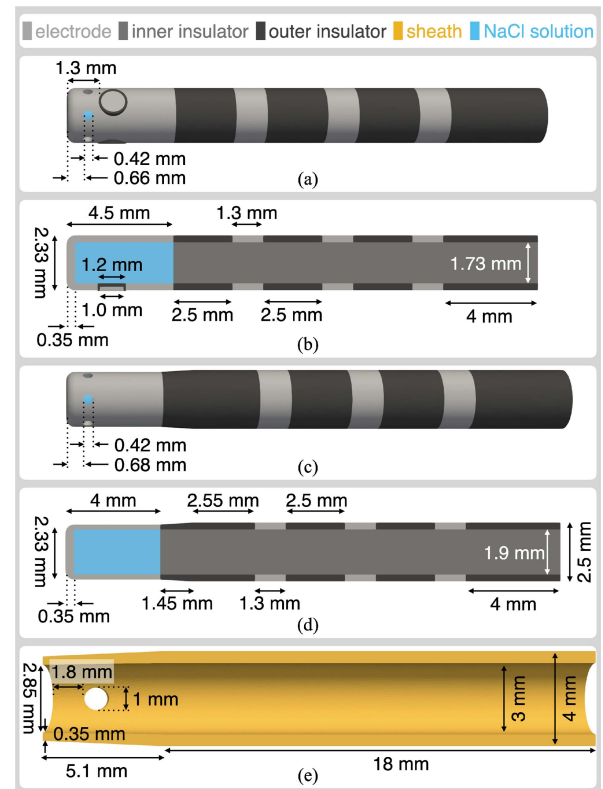 electrode inner insulator outer insulator sheath NaCl solution
1.3 mm
0.42 mm
0.66 mm
(a)
4.5 mm 1.3 mm
2.33 mm
1.2 mm 1.73 mm
1.0 mm 2.5 mm 2.5 mm 4 mm
0.35 mm
(b)
0.42 mm
0.68 mm
(c)
4 mm 2.55 mm 2.5 mm
2.33 mm 1.9 mm 2.5 mm
0.35 mm 1.45 mm 1.3 mm 4 mm
(d)
1.8 mm
2.85 mm 1 mm 3 mm 4 mm
0.35 mm
5.1 mm 18 mm
(e)